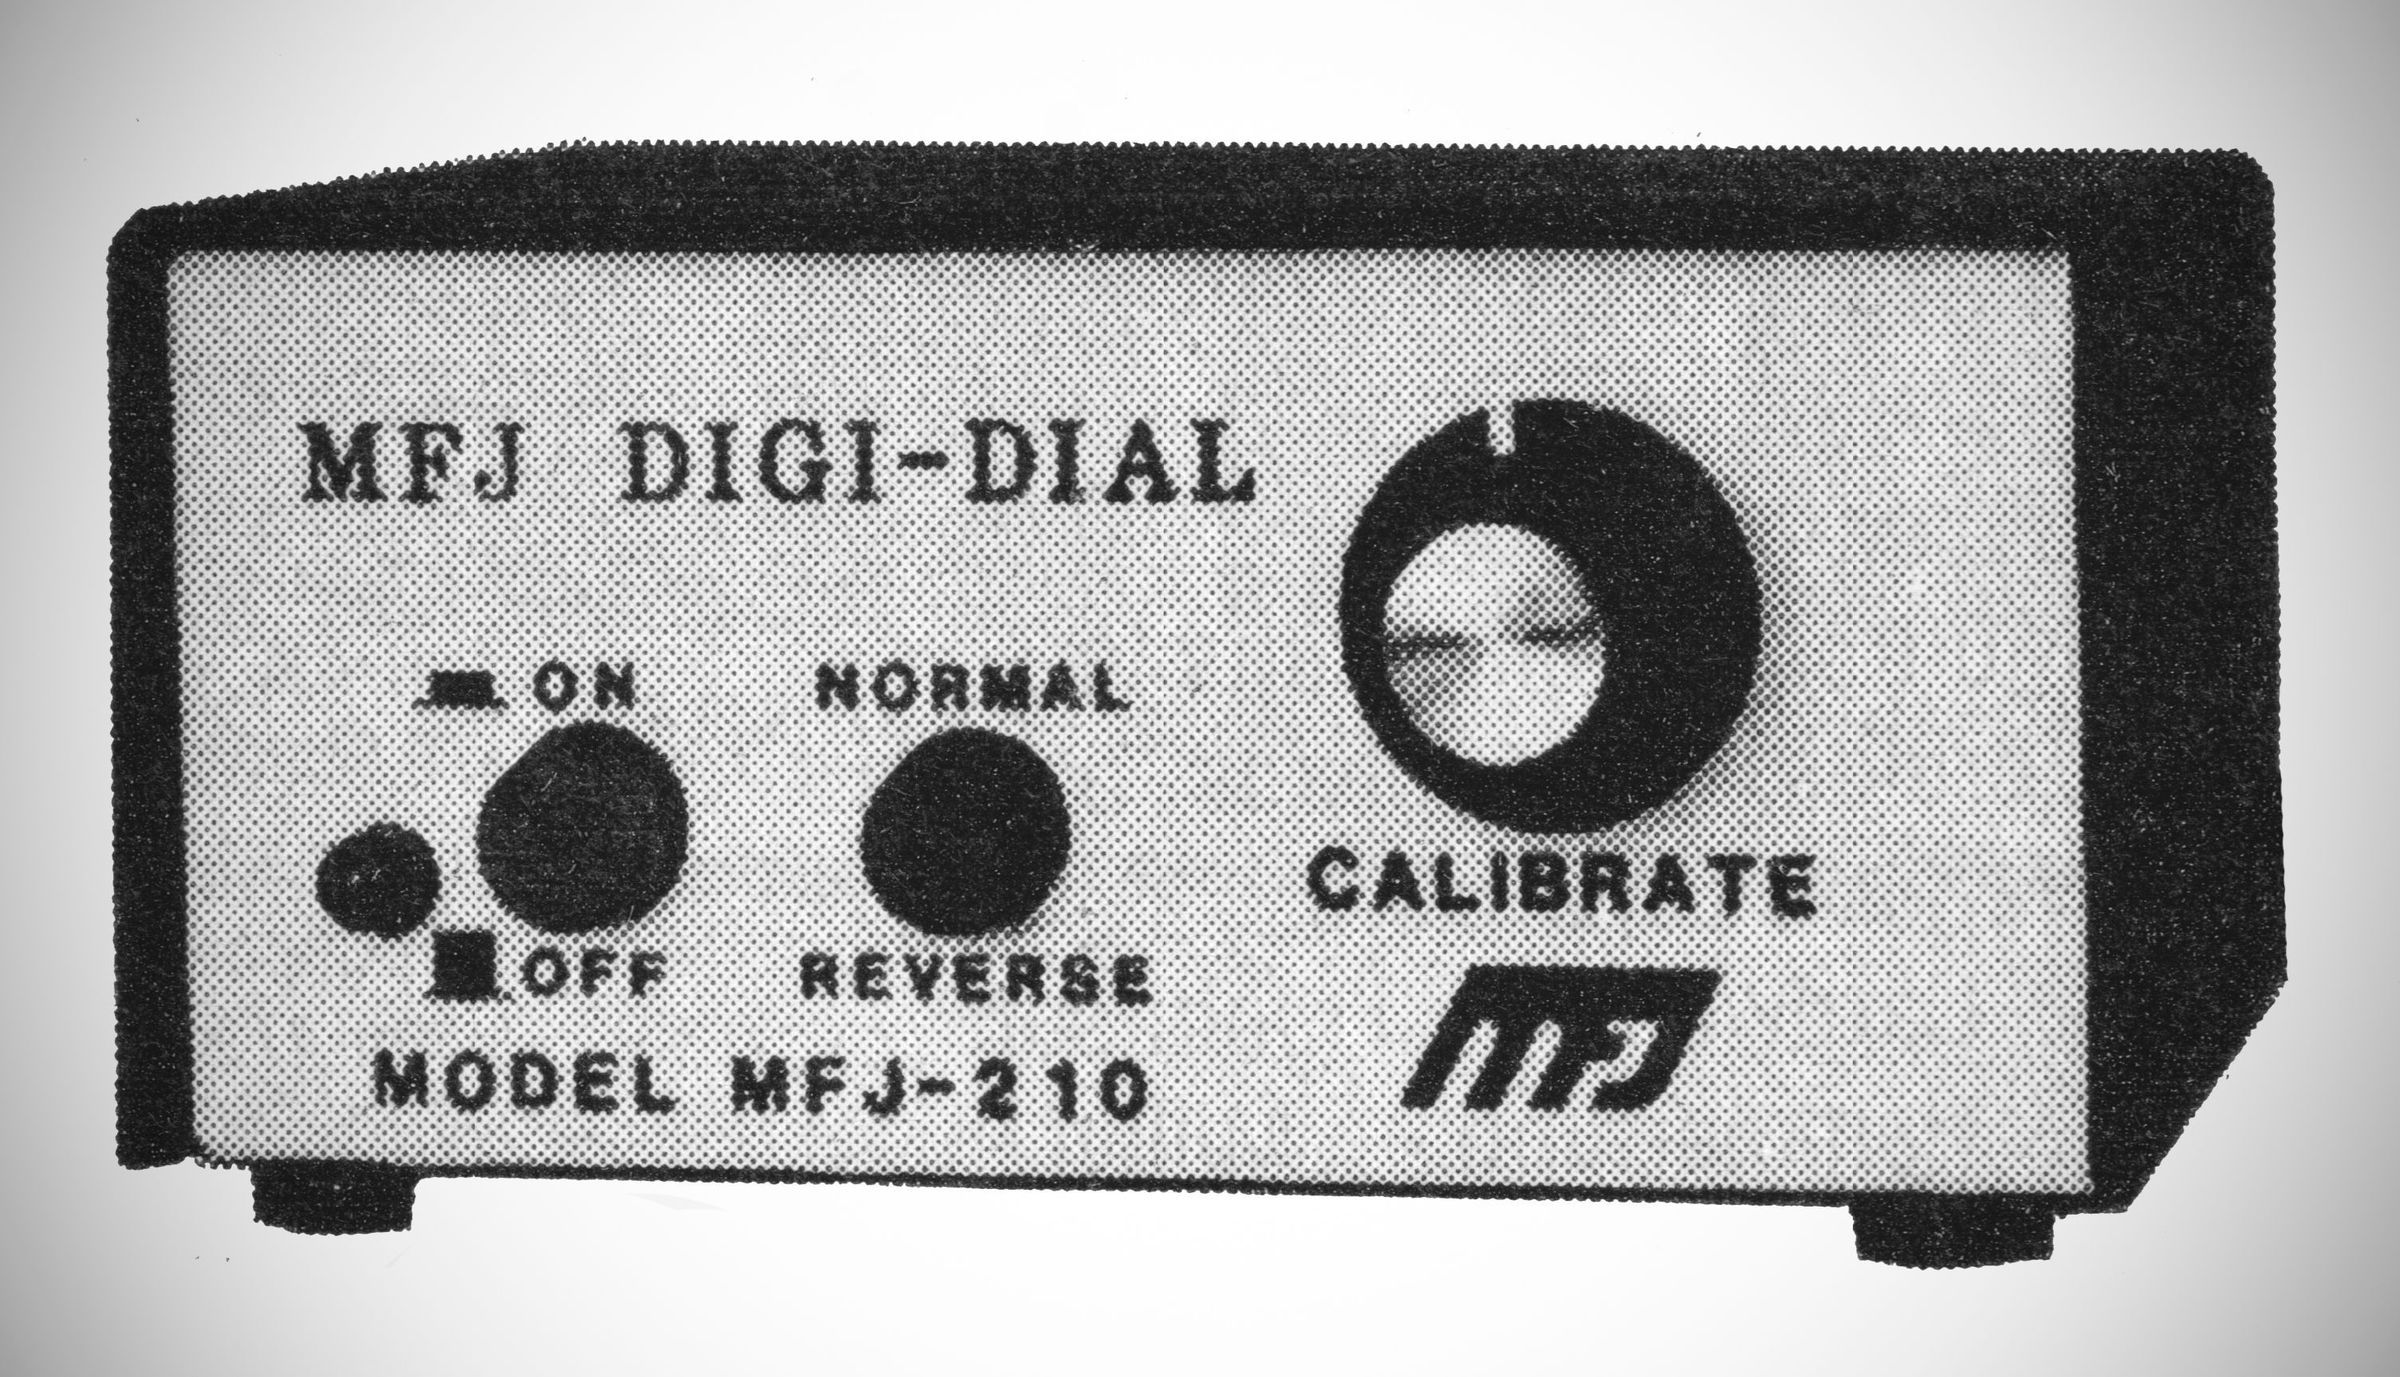 MFJ DIGI-DIAL
ON
NORMAL
CALIBRATE
OFF
REVERSE
MODEL MFJ-210
MFJ